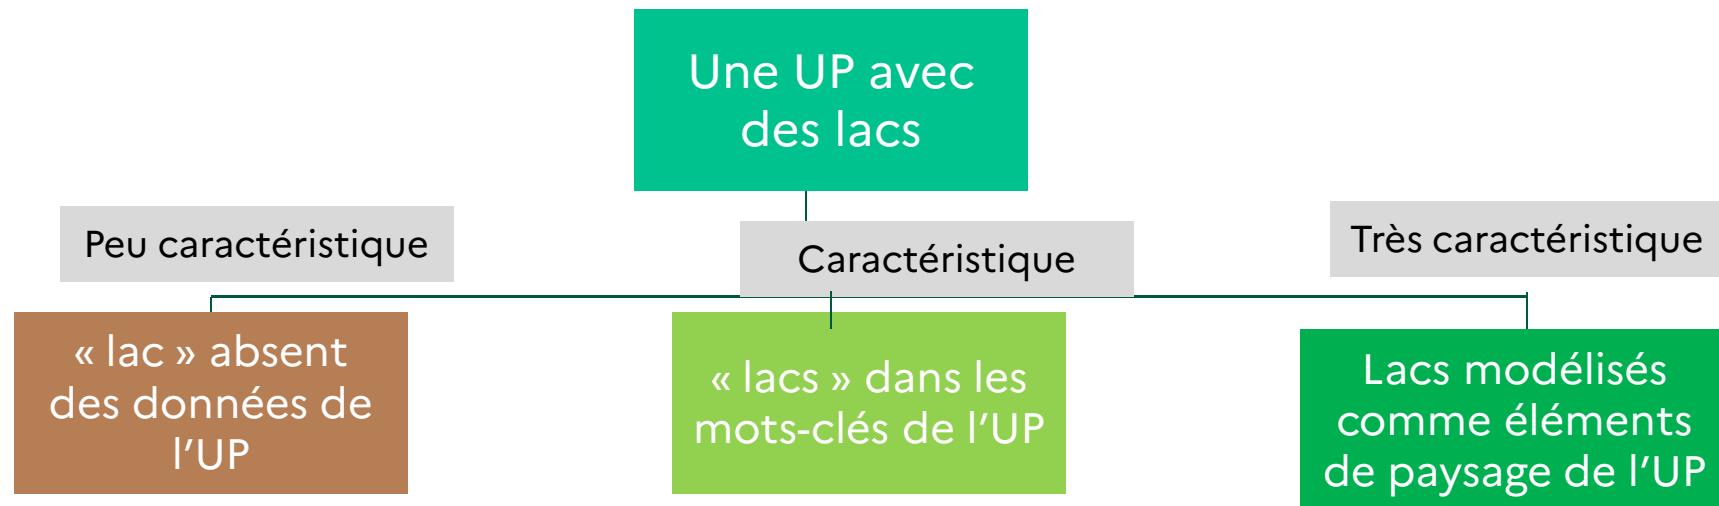 Une UP avec
des lacs
Peu caractéristique
Caractéristique
Très caractéristique
« lac » absent
des données de
l’UP
« lacs » dans les
mots-clés de l’UP
Lacs modélisés
comme éléments
de paysage de l’UP